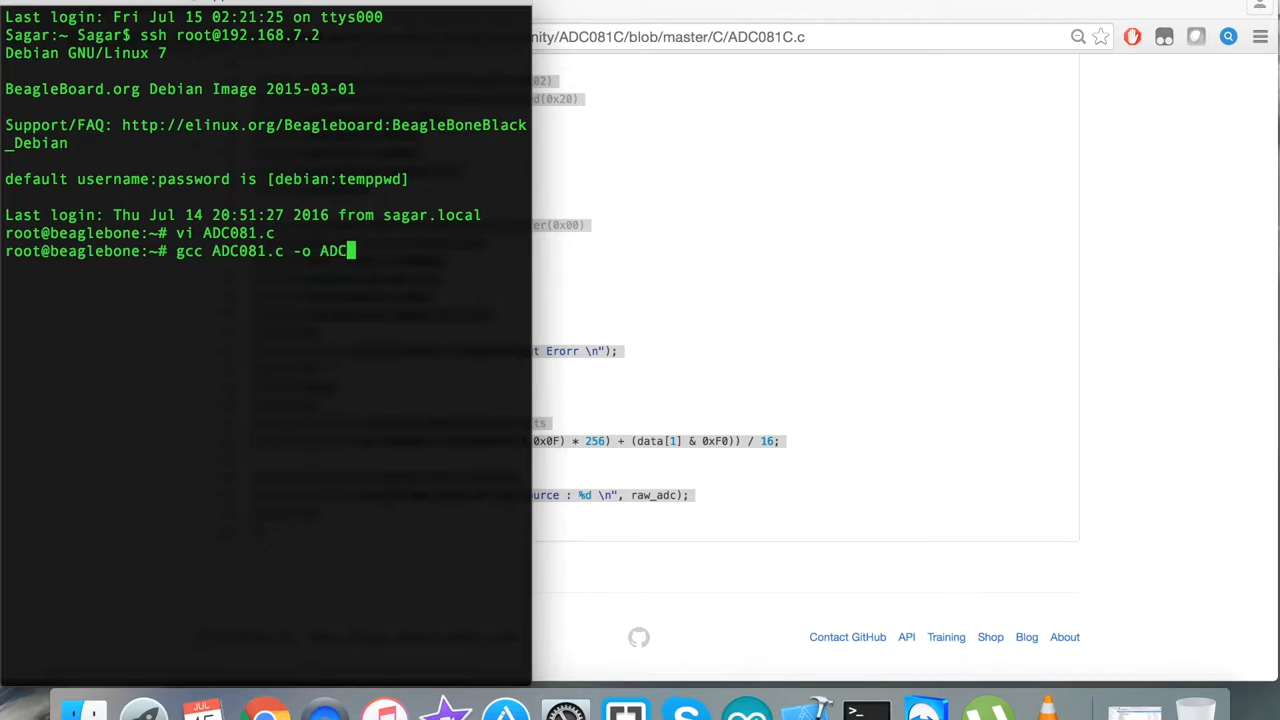 Last login: Fri Jul 15 02:21:25 on ttys000
Sagar:~ Sagar$ ssh root@192.168.7.2
Debian GNU/Linux 7
BeagleBoard.org Debian Image 2015-03-01
Support/FAQ: http://elinux.org/Beagleboard:BeagleBoneBlack
_Debian
default username:password is [debian:temppwd]
Last login: Thu Jul 14 20:51:27 2016 from sagar.local
root@beaglebone:~# vi ADC081.c
root@beaglebone:~# gcc ADC081.c -o ADC
unity/ADC081C/blob/master/C/ADC081C.c
02)
d(0x20)
ter(0x00)
t Erorr \n");
ts
0x0F) * 256) + (data[1] & 0xF0)) / 16;
ource : %d \n", raw_adc);
Contact GitHub API Training Shop Blog About